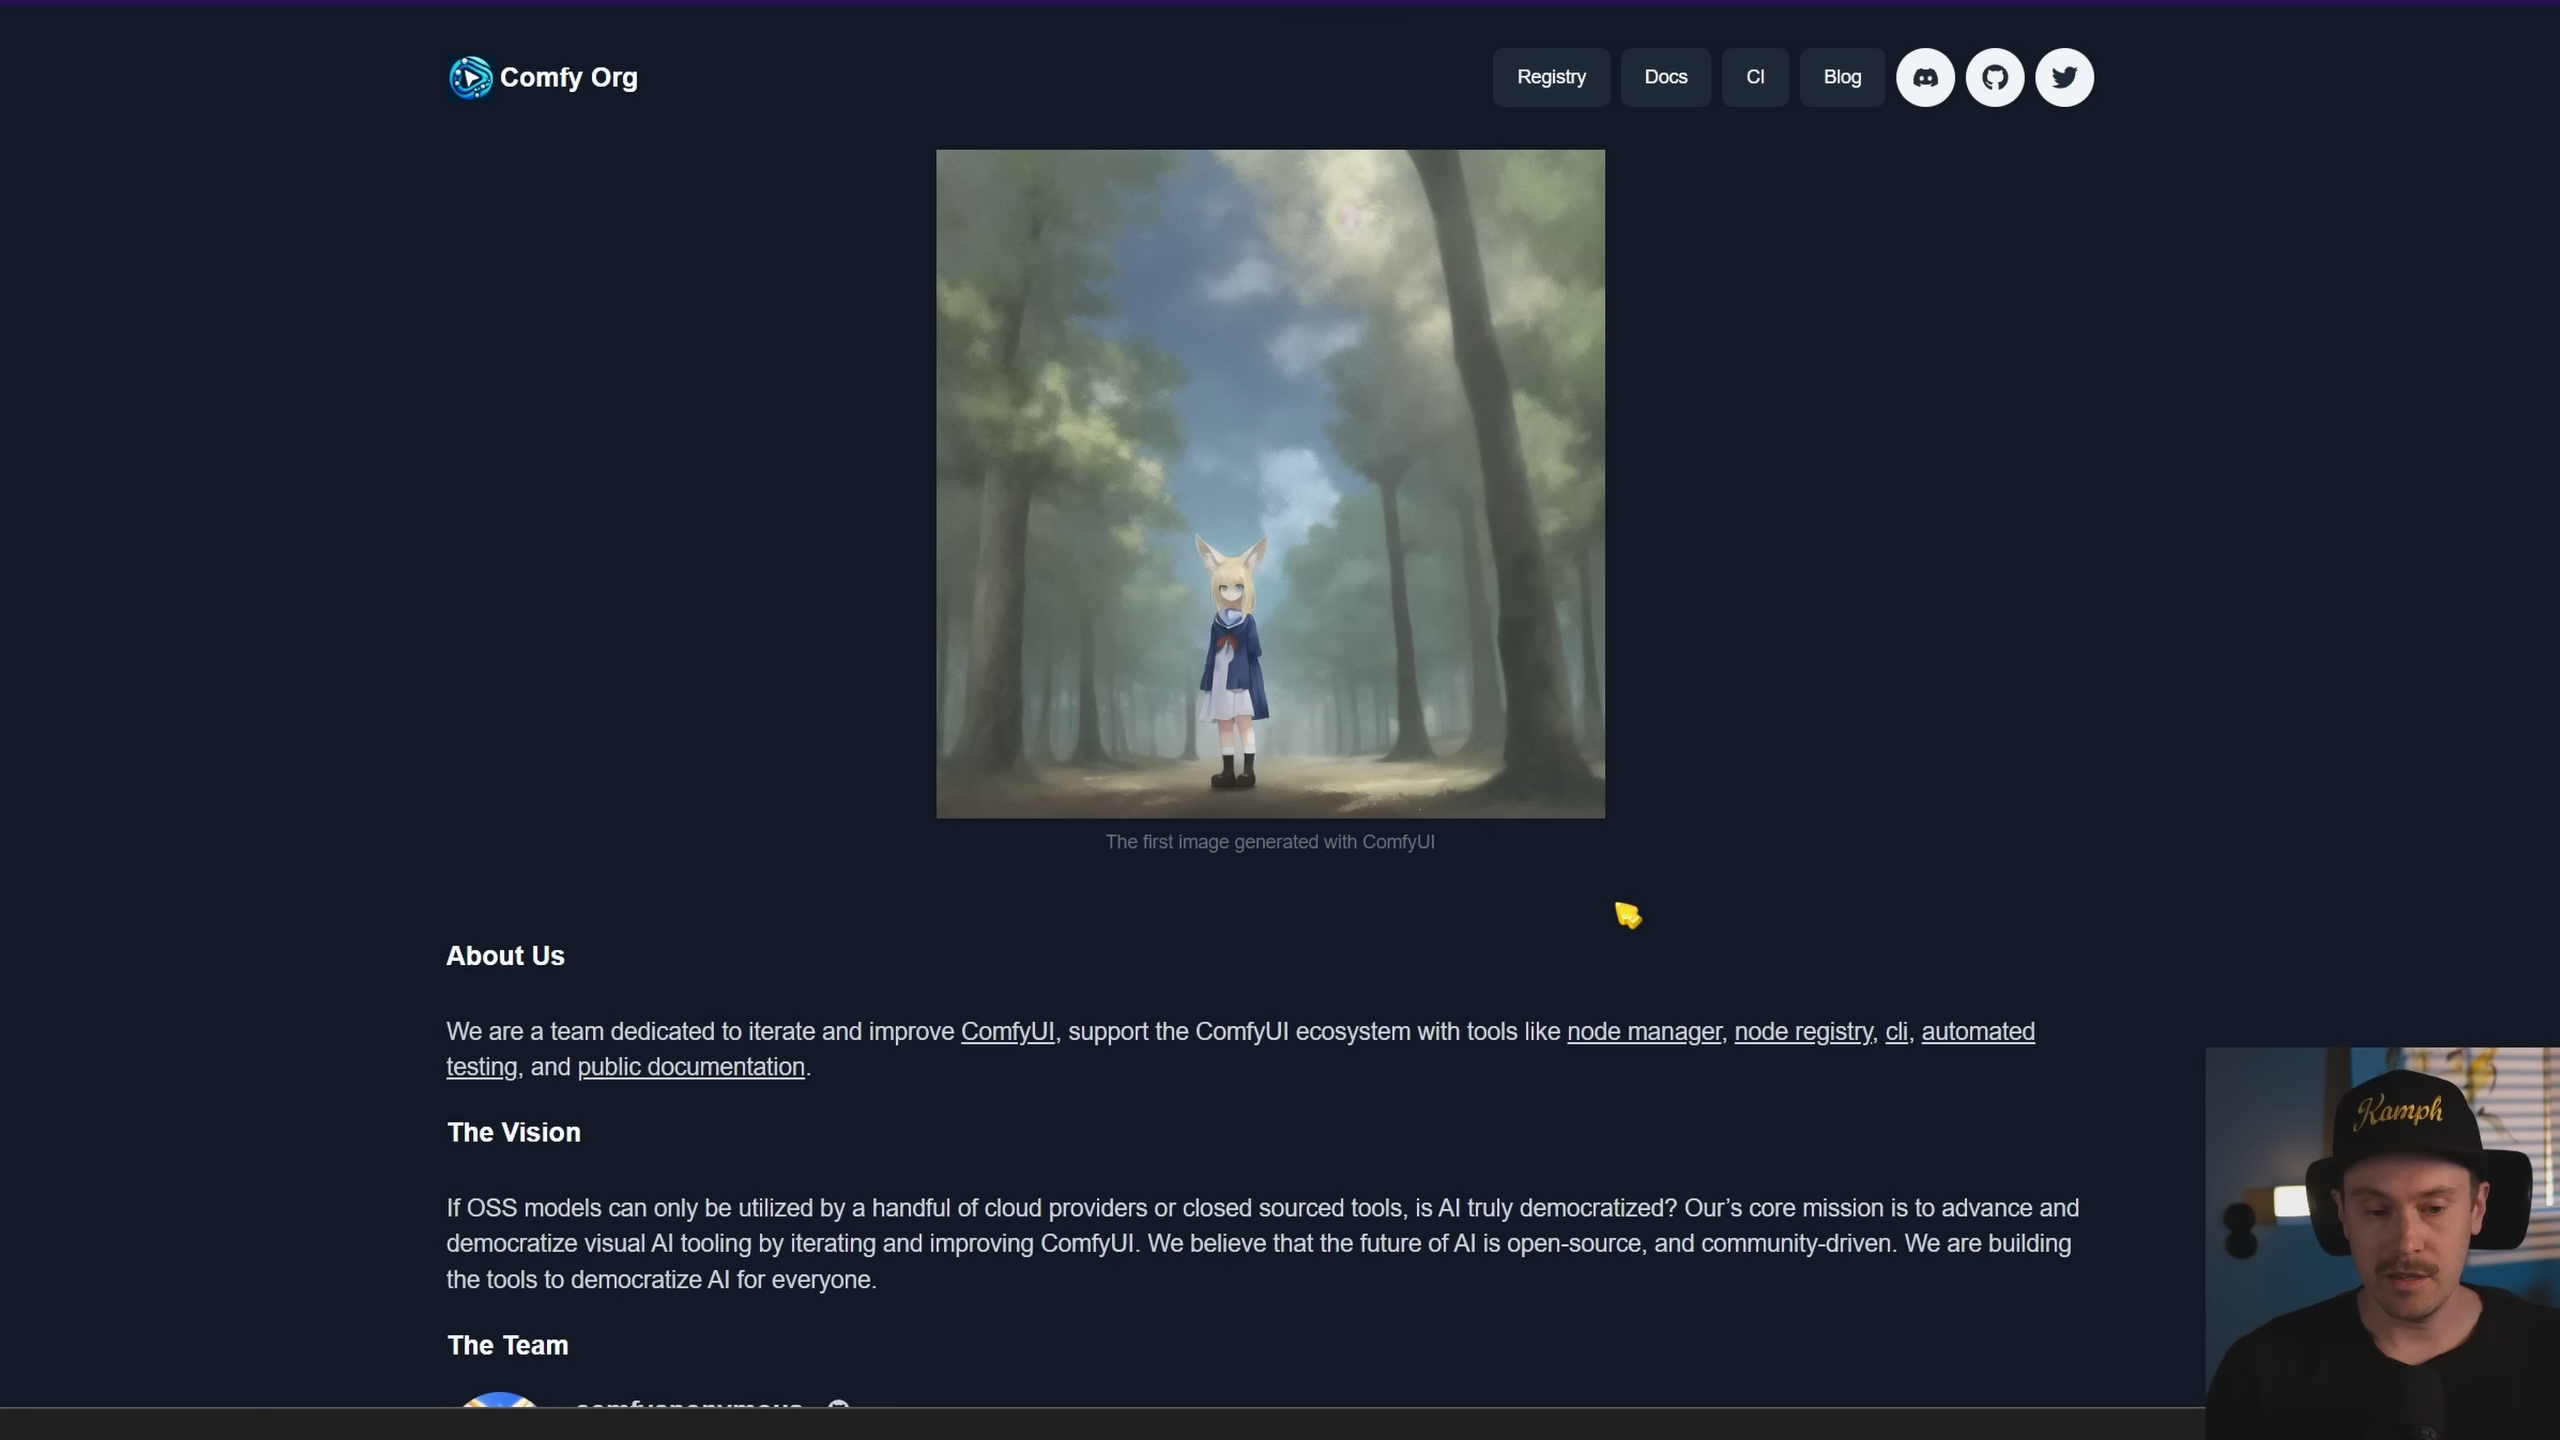 Comfy Org
Registry
Docs
CI
Blog
The first image generated with ComfyUI
About Us
We are a team dedicated to iterate and improve ComfyUI, support the ComfyUI ecosystem with tools like node manager, node registry, cli, automated
testing, and public documentation.
The Vision
If OSS models can only be utilized by a handful of cloud providers or closed sourced tools, is AI truly democratized? Our’s core mission is to advance and
democratize visual AI tooling by iterating and improving ComfyUI. We believe that the future of AI is open-source, and community-driven. We are building
the tools to democratize AI for everyone.
The Team
Kamph